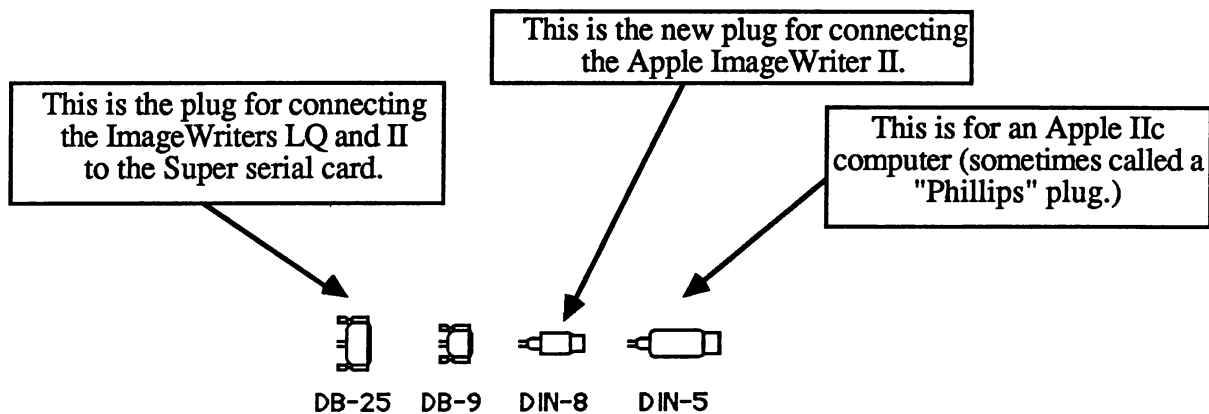 This is the new plug for connecting
the Apple ImageWriter II.
This is the plug for connecting
the ImageWriters LQ and II
to the Super serial card.
This is for an Apple IIc
computer (sometimes called a
"Phillips" plug.)
DB-25 DB-9 DIN-8 DIN-5